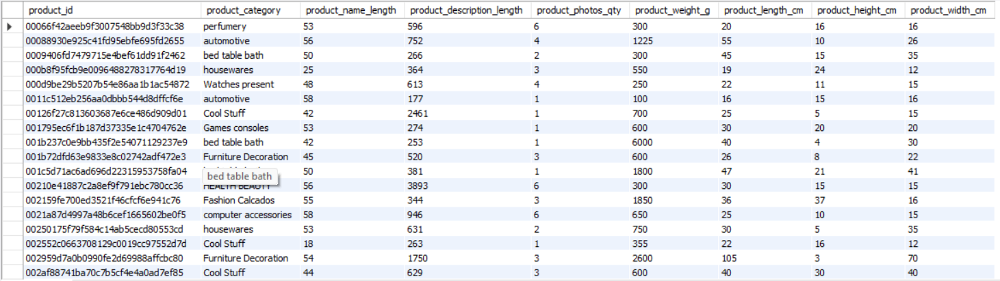 product_id product_category product_name_length product_description_length product_photos_qty product_weight_g product_length_cm product_height_cm product_width_cm
00066f42aeeb9f3007548bb9d3f33c38 perfumery 53 596 6 300 20 16 16
00088930e925c41fd95ebfe695fd2655 automotive 56 752 4 1225 55 10 26
0009406fd7479715e4bef61dd91f2462 bed table bath 50 266 2 300 45 15 35
000b8f95fcb9e0096488278317764d19 housewares 25 364 3 550 19 24 12
000d9be29b5207b54e86aa1b1ac54872 Watches present 48 613 4 250 22 11 15
0011c512eb256aa0dbbb544d8dffcf6e automotive 58 177 1 100 16 15 16
00126f27c813603687e6ce486d909d01 Cool Stuff 42 2461 1 700 25 5 15
001795ec6f1b187d37335e1c4704762e Games consoles 53 274 1 600 30 20 20
001b237c0e9bb435f2e54071129237e9 bed table bath 42 253 1 6000 40 4 30
001b72dfd63e9833e8c02742adf472e3 Furniture Decoration 45 520 3 600 26 8 22
001c5d71ac6ad696d22315953758fa04 50 381 1 1800 47 21 41
bed table bath
00210e41887c2a8ef9f791ebc780cc36 HEALTH BEAUTY 56 3893 6 300 30 15 15
002159fe700ed3521f46cfcf6e941c76 Fashion Calcados 55 344 3 1850 36 37 16
0021a87d4997a48b6cef1665602be0f5 computer accessories 58 946 6 650 25 10 15
00250175f79f584c14ab5cecd80553cd housewares 53 631 2 750 30 5 35
002552c0663708129c0019cc97552d7d Cool Stuff 18 263 1 355 22 16 12
002959d7a0b0990fe2d69988affcbc80 Furniture Decoration 54 1750 3 2600 105 3 70
002af88741ba70c7b5cf4e4a0ad7ef85 Cool Stuff 44 629 3 600 40 30 40